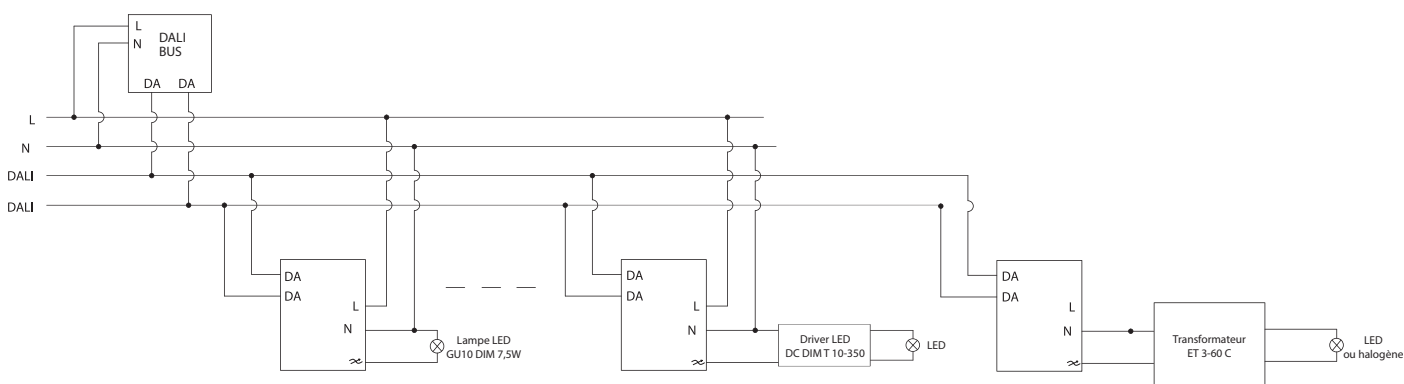 L
N
DALI
BUS
DA DA
L
N
DALI
DALI
DA
DA
L
N
Lampe LED
GU10 DIM 7,5W
DA
DA
L
N
Driver LED
DC DIM T 10-350
LED
DA
DA
L
N
Transformateur
ET 3-60 C
LED
ou halogène